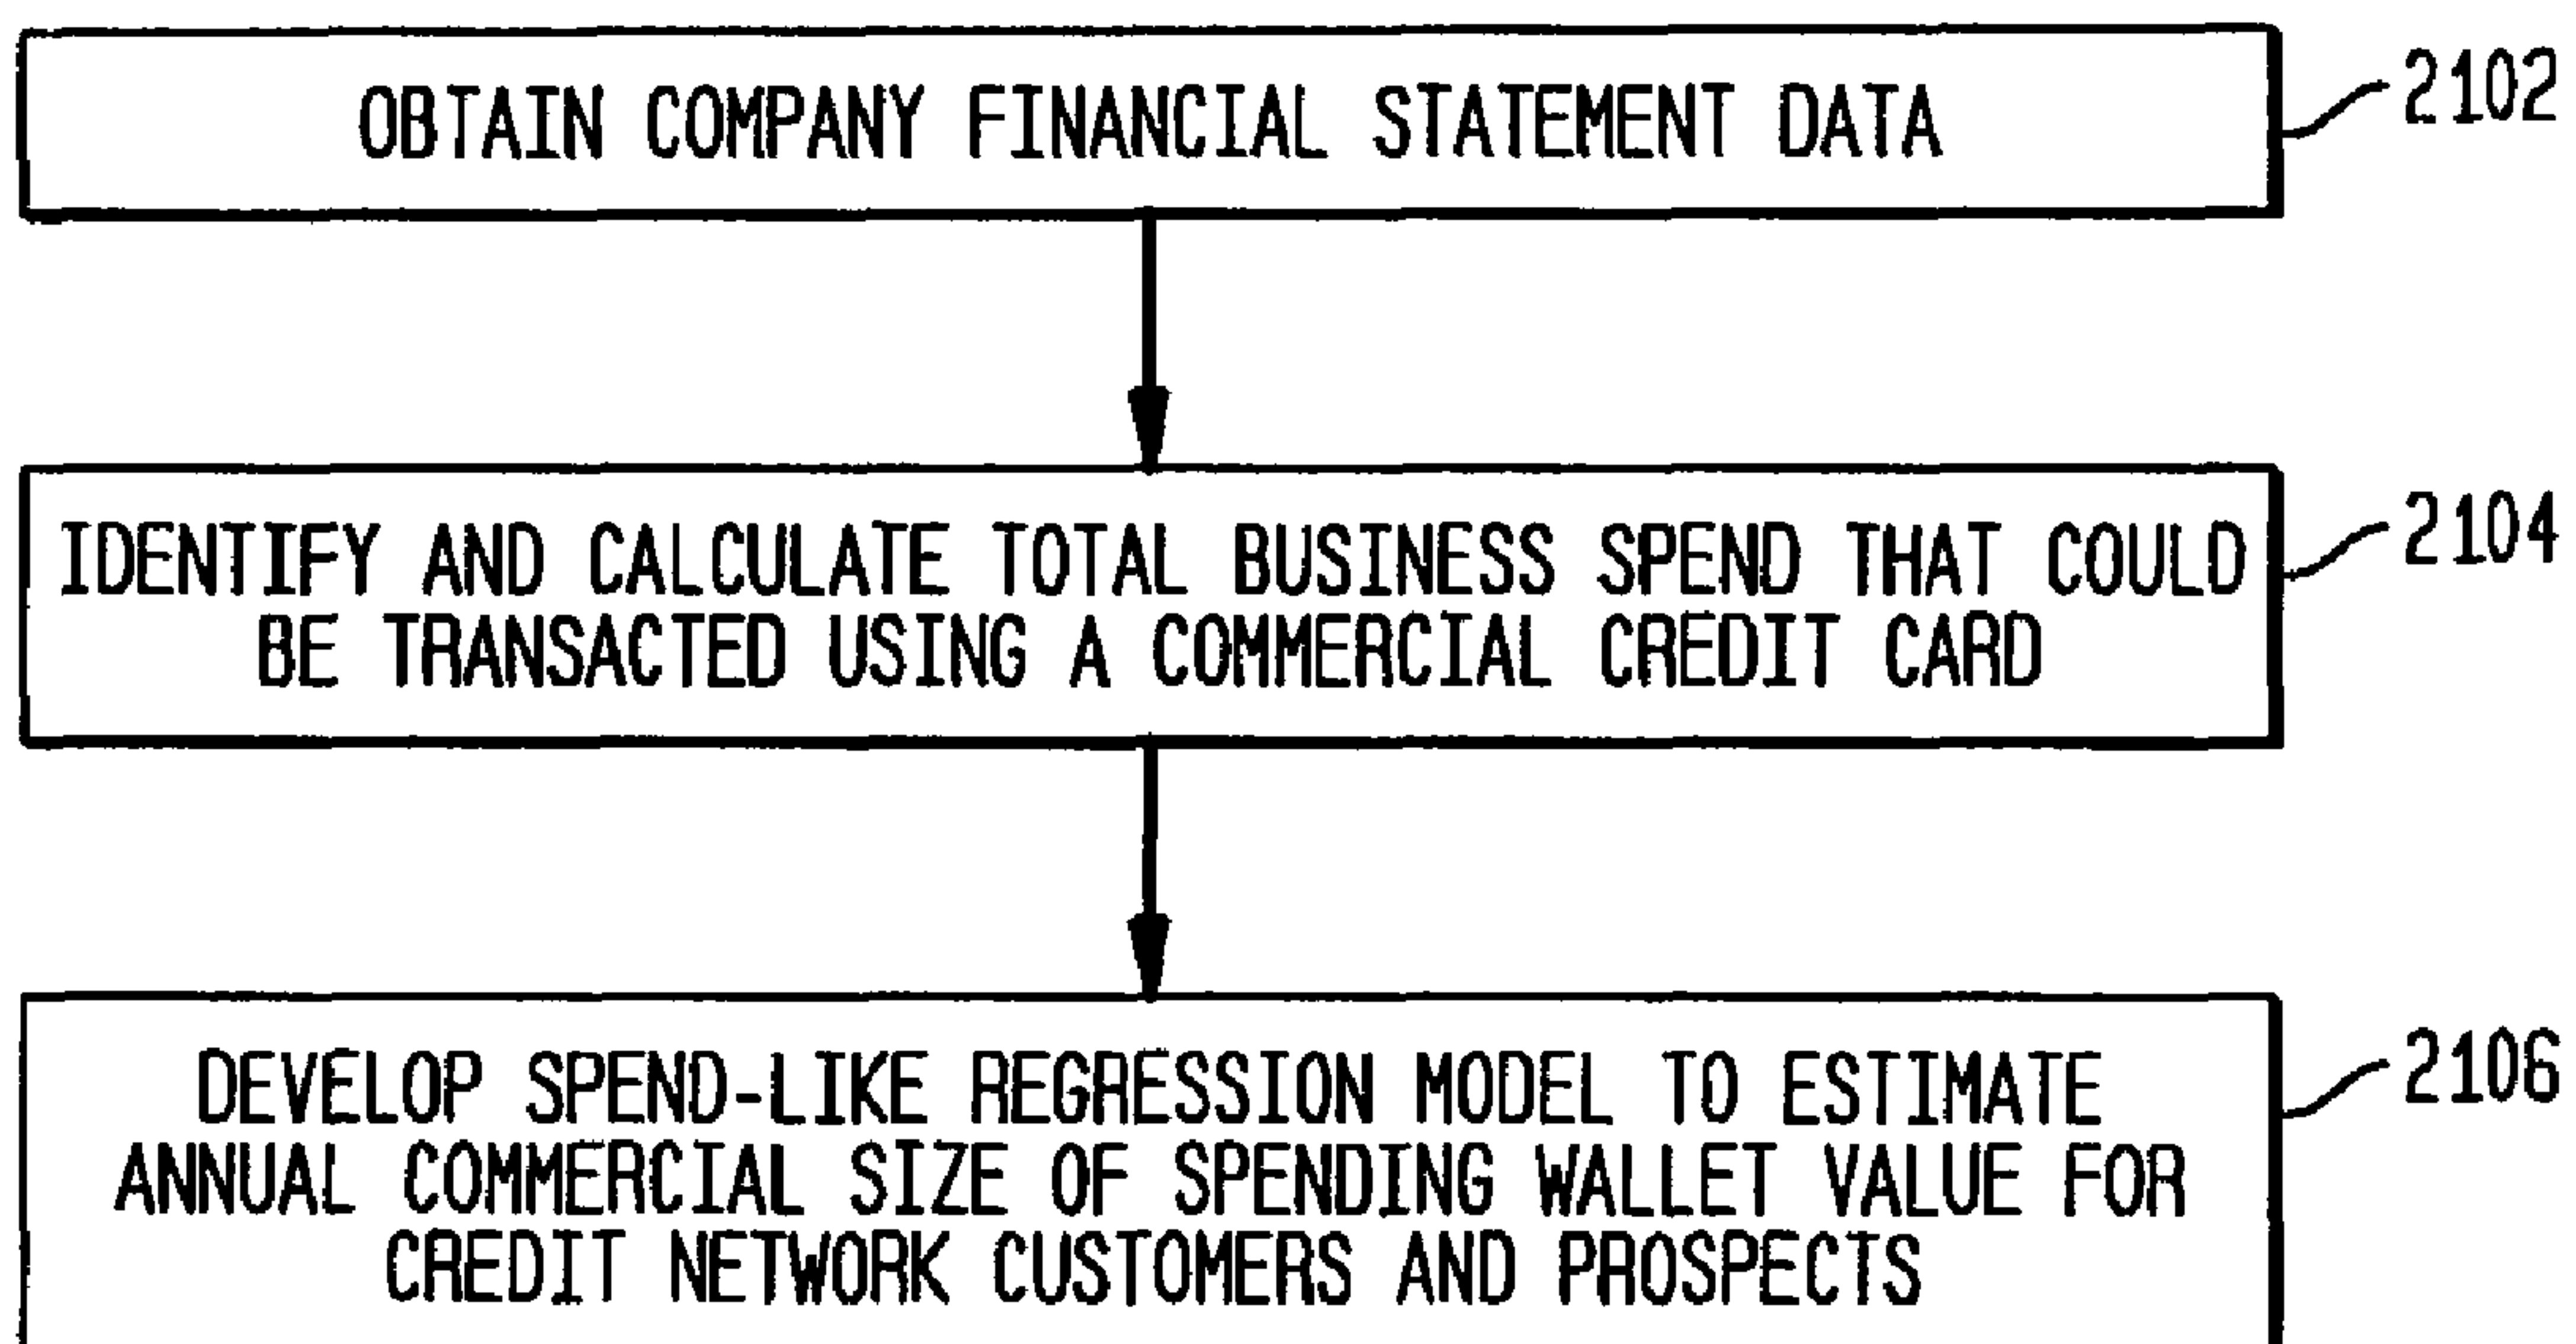 OBTAIN COMPANY FINANCIAL STATEMENT DATA
2102
IDENTIFY AND CALCULATE TOTAL BUSINESS SPEND THAT COULD
BE TRANSACTED USING A COMMERCIAL CREDIT CARD
2104
DEVELOP SPEND-LIKE REGRESSION MODEL TO ESTIMATE
ANNUAL COMMERCIAL SIZE OF SPENDING WALLET VALUE FOR
CREDIT NETWORK CUSTOMERS AND PROSPECTS
2106